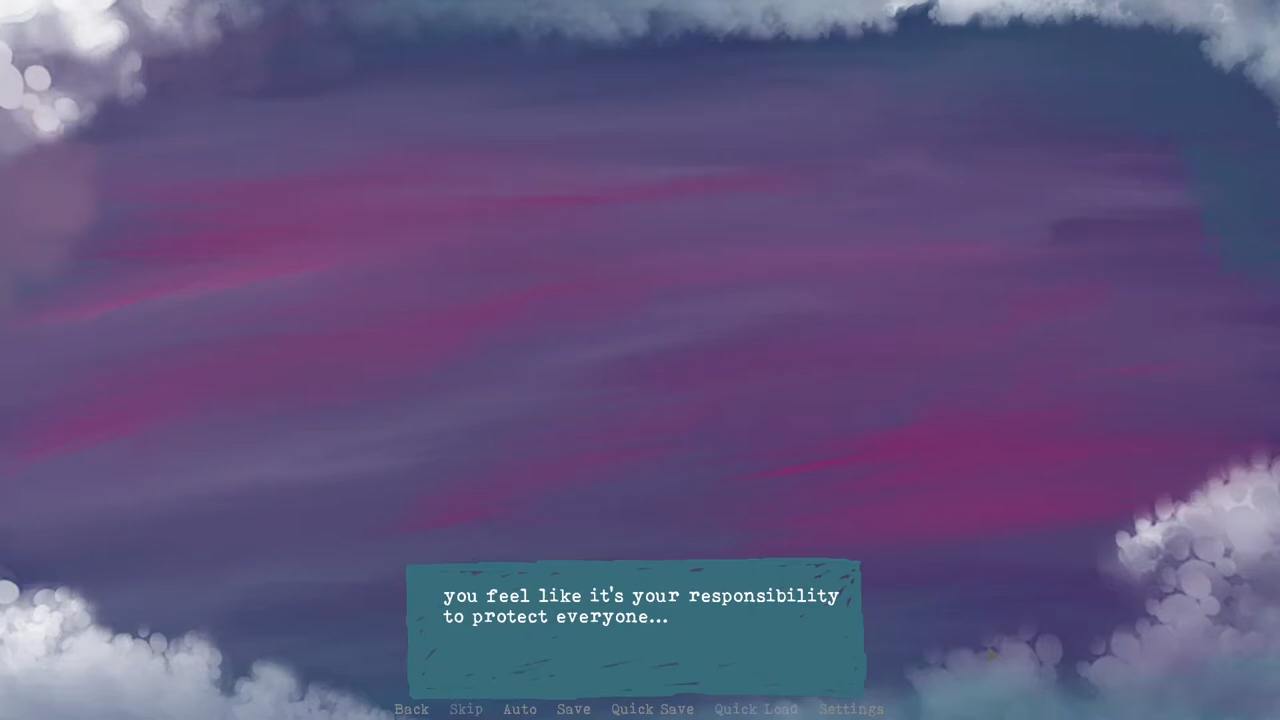 you feel like it's your responsibility
to protect everyone...
Back Skip Auto Save Quick Save Quick Load Settings